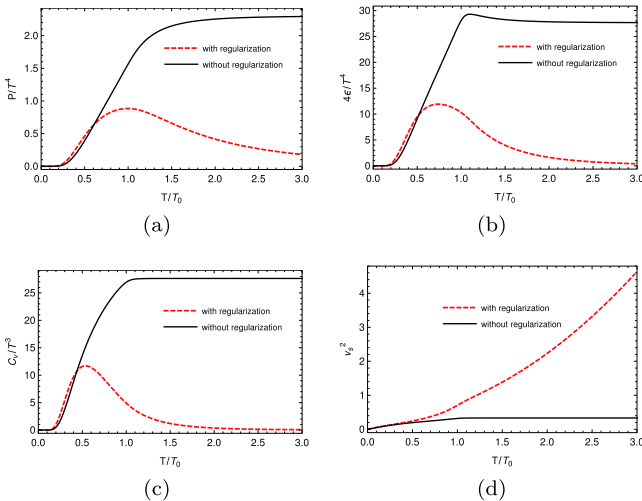 P/T⁴
2.0
1.5
1.0
0.5
0.0
with regularization
without regularization
0.0 0.5 1.0 1.5 2.0 2.5 3.0
T/T₀
(a)
4ϵ/T⁴
30
25
20
15
10
5
0
with regularization
without regularization
0.0 0.5 1.0 1.5 2.0 2.5 3.0
T/T₀
(b)
Cᵥ/T³
25
20
15
10
5
0
with regularization
without regularization
0.0 0.5 1.0 1.5 2.0 2.5 3.0
T/T₀
(c)
vₛ²
4
3
2
1
0
with regularization
without regularization
0.0 0.5 1.0 1.5 2.0 2.5 3.0
T/T₀
(d)